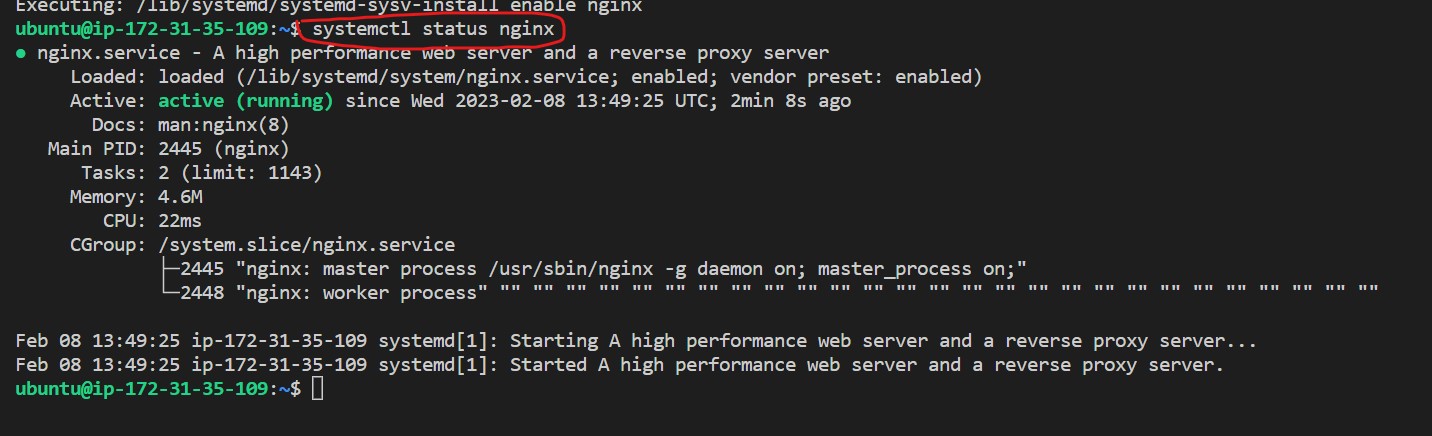 Executing: /lib/systemd/systemd-sysv-install enable nginx
ubuntu@ip-172-31-35-109:~$ systemctl status nginx
● nginx.service - A high performance web server and a reverse proxy server
Loaded: loaded (/lib/systemd/system/nginx.service; enabled; vendor preset: enabled)
Active: active (running) since Wed 2023-02-08 13:49:25 UTC; 2min 8s ago
Docs: man:nginx(8)
Main PID: 2445 (nginx)
Tasks: 2 (limit: 1143)
Memory: 4.6M
CPU: 22ms
CGroup: /system.slice/nginx.service
├─2445 "nginx: master process /usr/sbin/nginx -g daemon on; master_process on;"
└─2448 "nginx: worker process" "" "" "" "" "" "" "" "" "" "" "" "" "" "" "" "" "" "" "" "" "" "" "" "" "" "" ""
Feb 08 13:49:25 ip-172-31-35-109 systemd[1]: Starting A high performance web server and a reverse proxy server...
Feb 08 13:49:25 ip-172-31-35-109 systemd[1]: Started A high performance web server and a reverse proxy server.
ubuntu@ip-172-31-35-109:~$